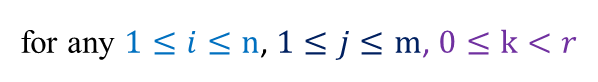 for any 1 ≤ i ≤ n, 1 ≤ j ≤ m, 0 ≤ k < r